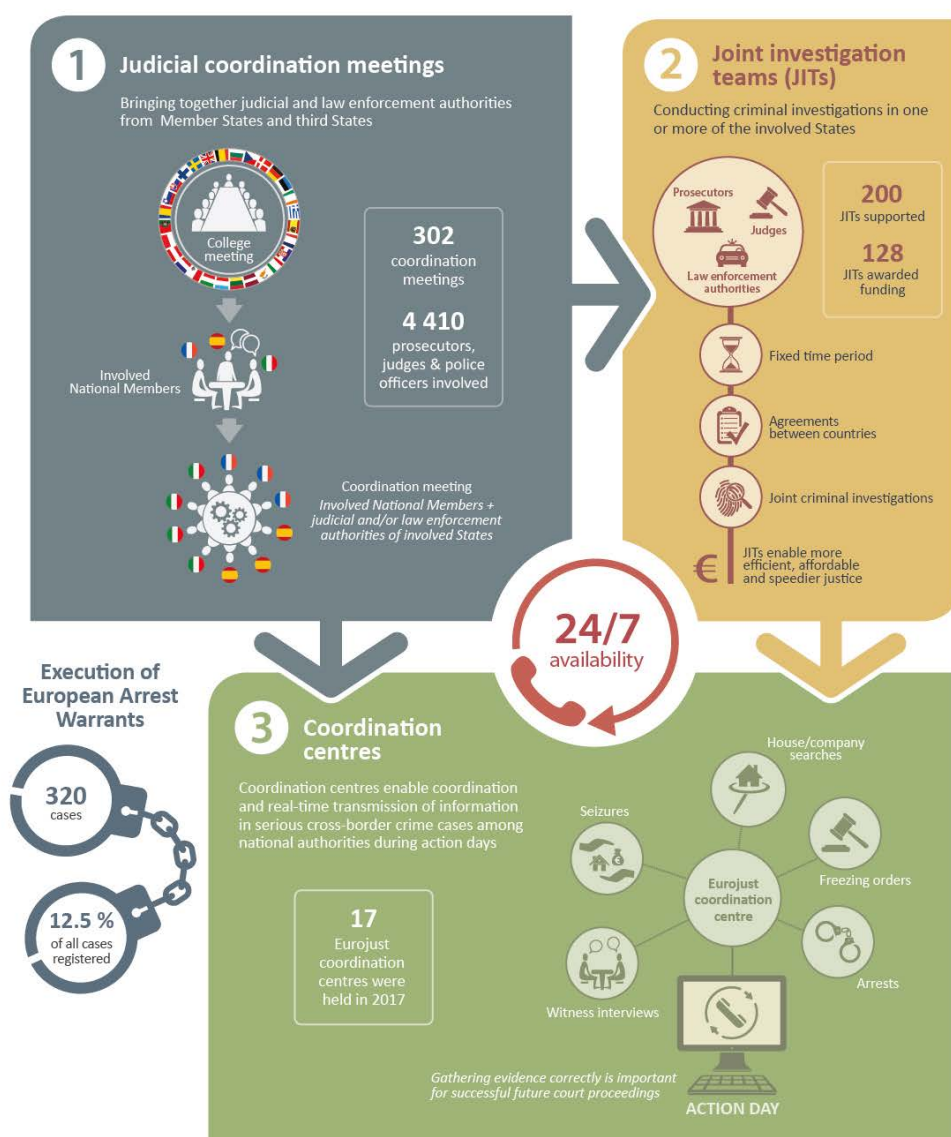 1
Judicial coordination meetings
Bringing together judicial and law enforcement authorities
from Member States and third States
College
meeting
Involved
National Members
302
coordination
meetings
4 410
prosecutors,
judges & police
officers involved
Coordination meeting
Involved National Members +
judicial and/or law enforcement
authorities of involved States
2
Joint investigation
teams (JITs)
Conducting criminal investigations in one
or more of the involved States
Prosecutors
Judges
Law enforcement
authorities
200
JITs supported
128
JITs awarded
funding
Fixed time period
Agreements
between countries
Joint criminal investigations
€
JITs enable more
efficient, affordable
and speedier justice
24/7
availability
Execution of
European Arrest
Warrants
320
cases
12.5 %
of all cases
registered
3
Coordination
centres
Coordination centres enable coordination
and real-time transmission of information
in serious cross-border crime cases among
national authorities during action days
17
Eurojust
coordination
centres were
held in 2017
House/company
searches
Seizures
Freezing orders
Eurojust
coordination
centre
Arrests
Witness interviews
Gathering evidence correctly is important
for successful future court proceedings
ACTION DAY